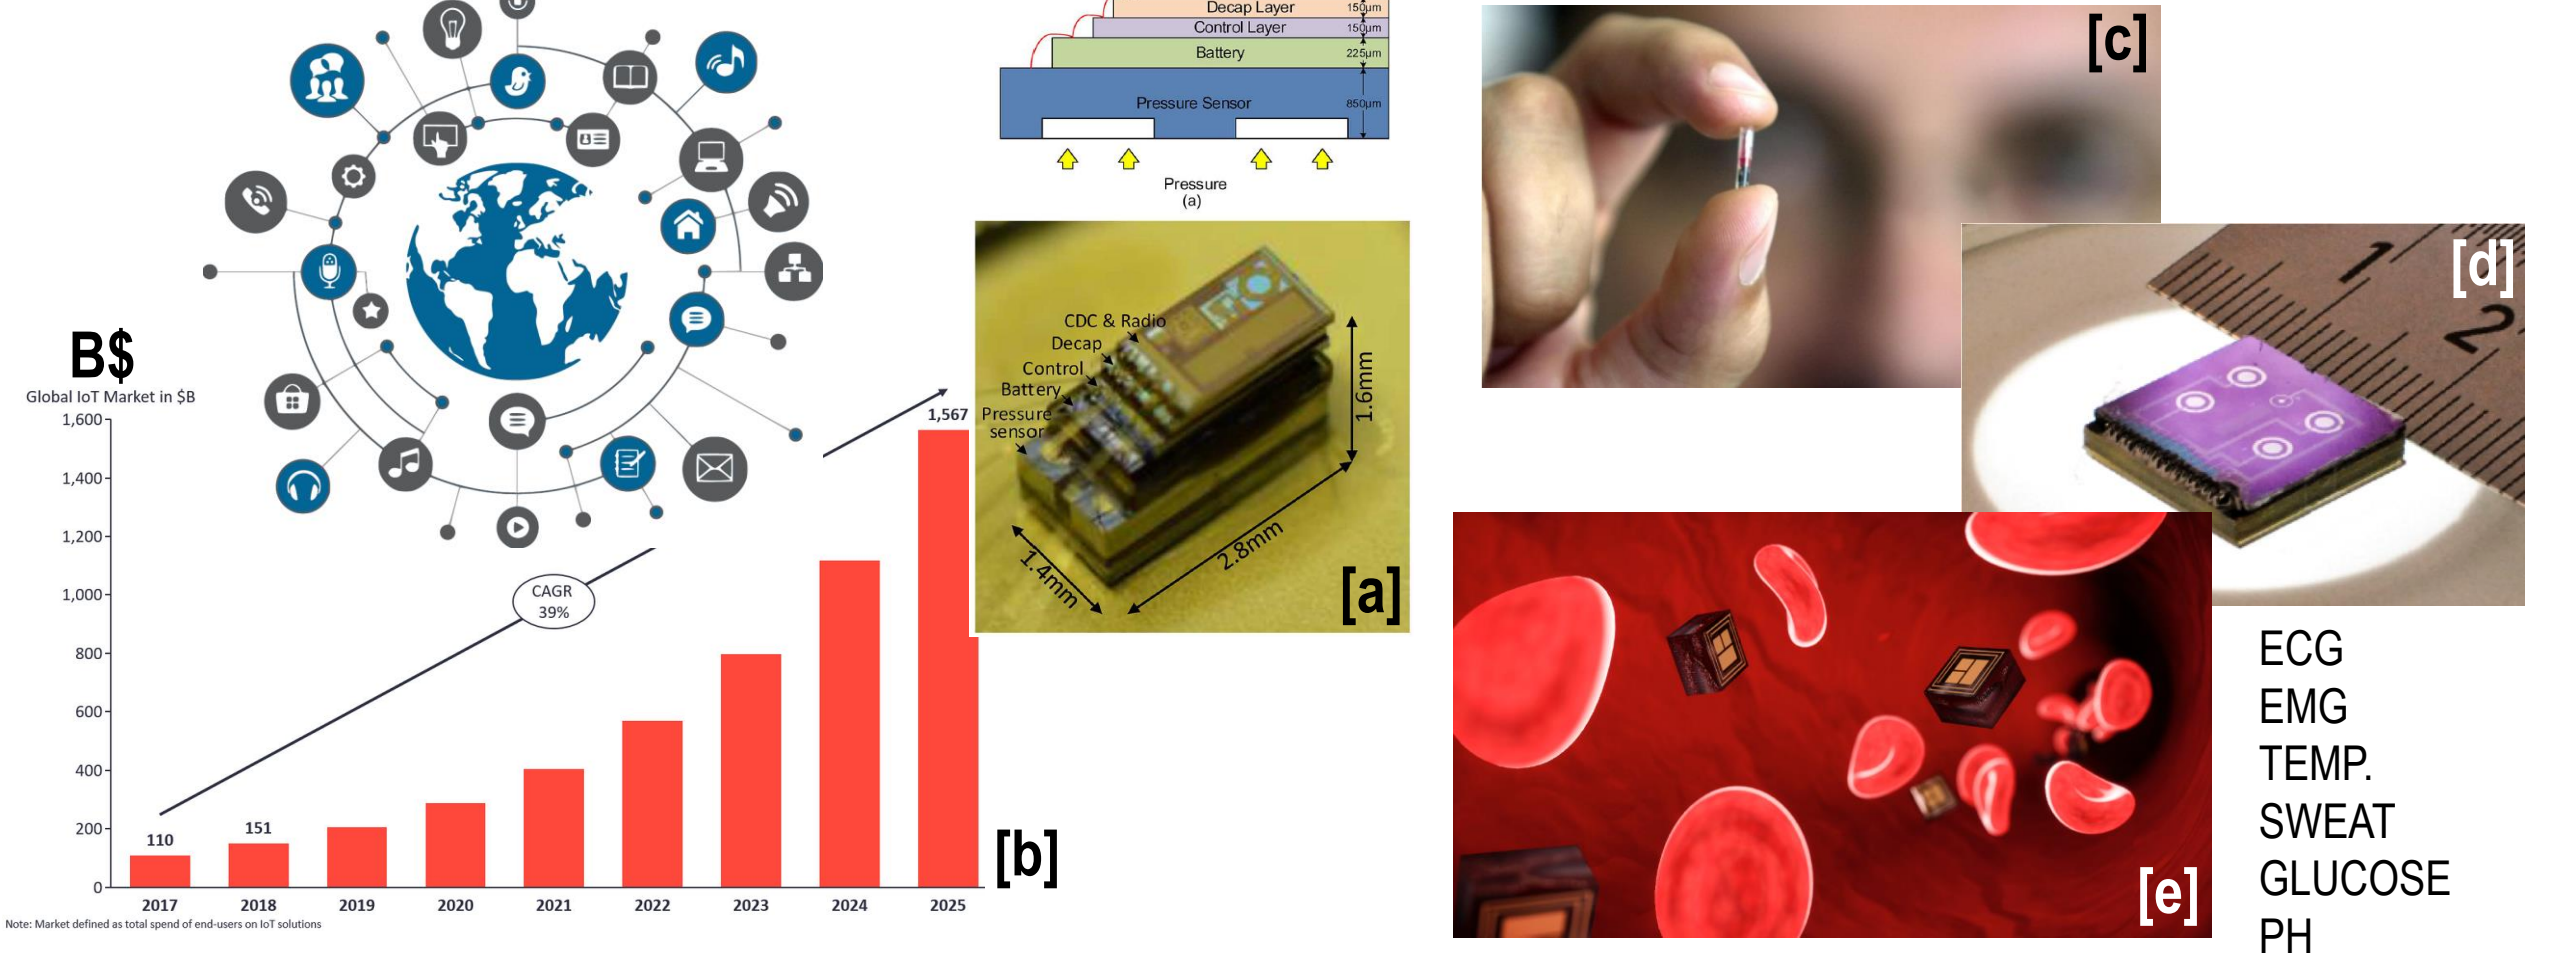 B$
Global IoT Market in $B
1,600
1,400
1,200
1,000
800
600
400
200
0
110
151
1,567
CAGR
39%
2017
2018
2019
2020
2021
2022
2023
2024
2025
Note: Market defined as total spend of end-users on IoT solutions
[b]
Decap Layer
150µm
Control Layer
150µm
Battery
225µm
Pressure Sensor
850µm
Pressure
(a)
CDC & Radio
Decap
Control
Battery
Pressure
sensor
1.6mm
2.8mm
1.4mm
[a]
[c]
1
2
[d]
[e]
ECG
EMG
TEMP.
SWEAT
GLUCOSE
PH